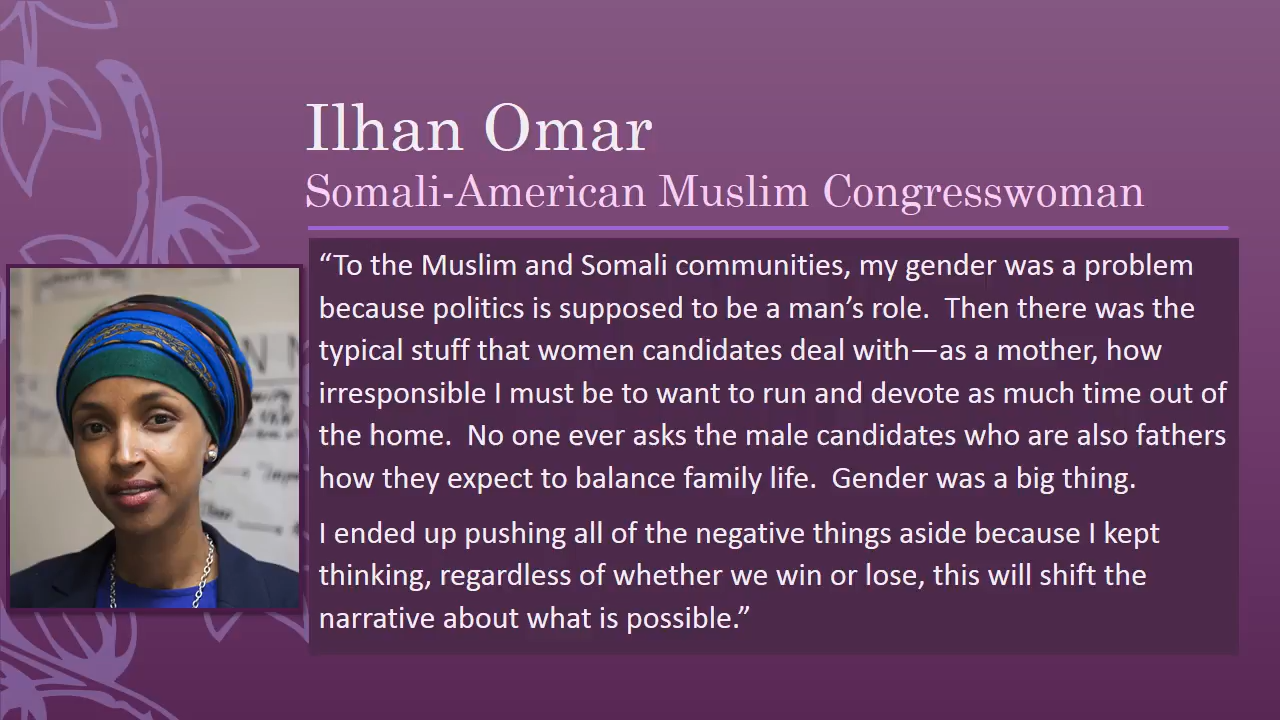 Ilhan Omar
Somali-American Muslim Congresswoman
“To the Muslim and Somali communities, my gender was a problem
because politics is supposed to be a man’s role.  Then there was the
typical stuff that women candidates deal with—as a mother, how
irresponsible I must be to want to run and devote as much time out of
the home.  No one ever asks the male candidates who are also fathers
how they expect to balance family life.  Gender was a big thing.
I ended up pushing all of the negative things aside because I kept
thinking, regardless of whether we win or lose, this will shift the
narrative about what is possible.”